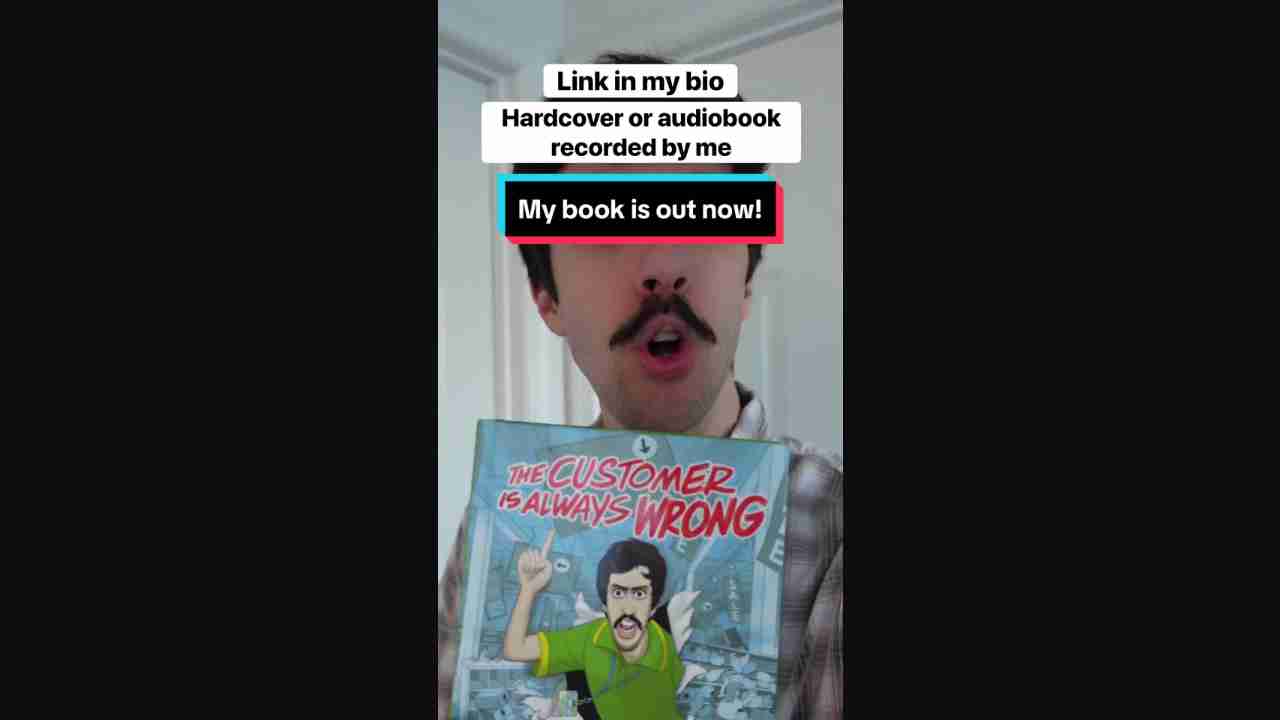 Link in my bio
Hardcover or audiobook
recorded by me
My book is out now!
THE CUSTOMER
IS ALWAYS WRONG